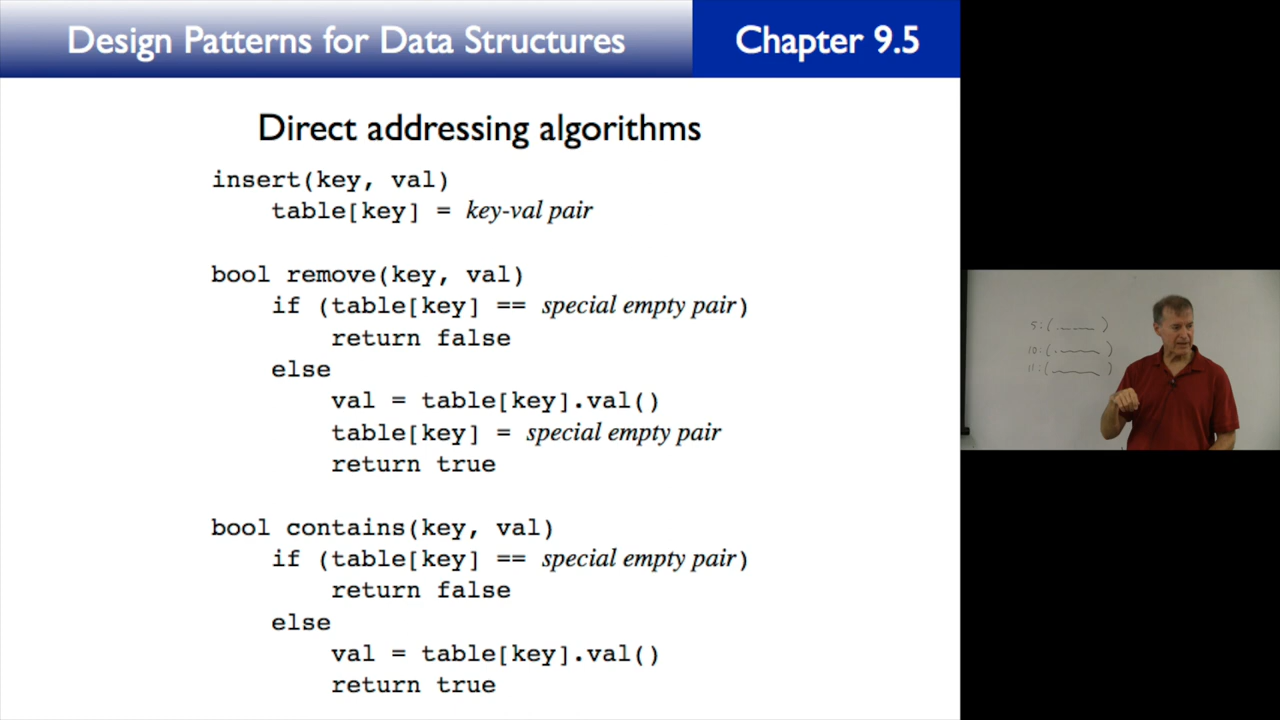 Design Patterns for Data Structures
Chapter 9.5
Direct addressing algorithms
insert(key, val)
table[key] = key-val pair
bool remove(key, val)
if (table[key] == special empty pair)
return false
else
val = table[key].val()
table[key] = special empty pair
return true
bool contains(key, val)
if (table[key] == special empty pair)
return false
else
val = table[key].val()
return true
5:( )
10:( )
11:( )